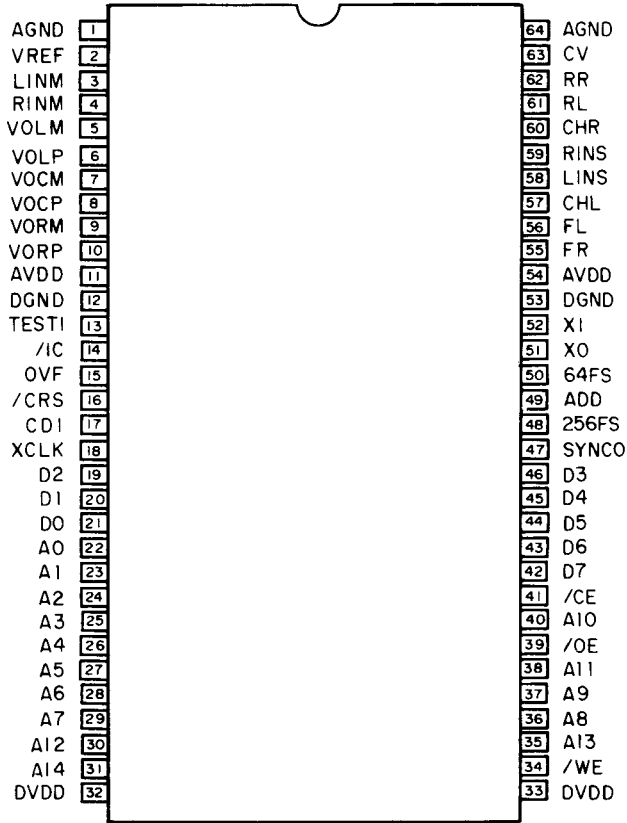 AGND 1 64 AGND
VREF 2 63 CV
LINM 3 62 RR
RINM 4 61 RL
VOLM 5 60 CHR
VOLP 6 59 RINS
VOCM 7 58 LINS
VOCP 8 57 CHL
VORM 9 56 FL
VORP 10 55 FR
AVDD 11 54 AVDD
DGND 12 53 DGND
TESTI 13 52 XI
/IC 14 51 XO
OVF 15 50 64FS
/CRS 16 49 ADD
CDI 17 48 256FS
XCLK 18 47 SYNCO
D2 19 46 D3
D1 20 45 D4
D0 21 44 D5
A0 22 43 D6
A1 23 42 D7
A2 24 41 /CE
A3 25 40 A10
A4 26 39 /OE
A5 27 38 A11
A6 28 37 A9
A7 29 36 A8
A12 30 35 A13
A14 31 34 /WE
DVDD 32 33 DVDD